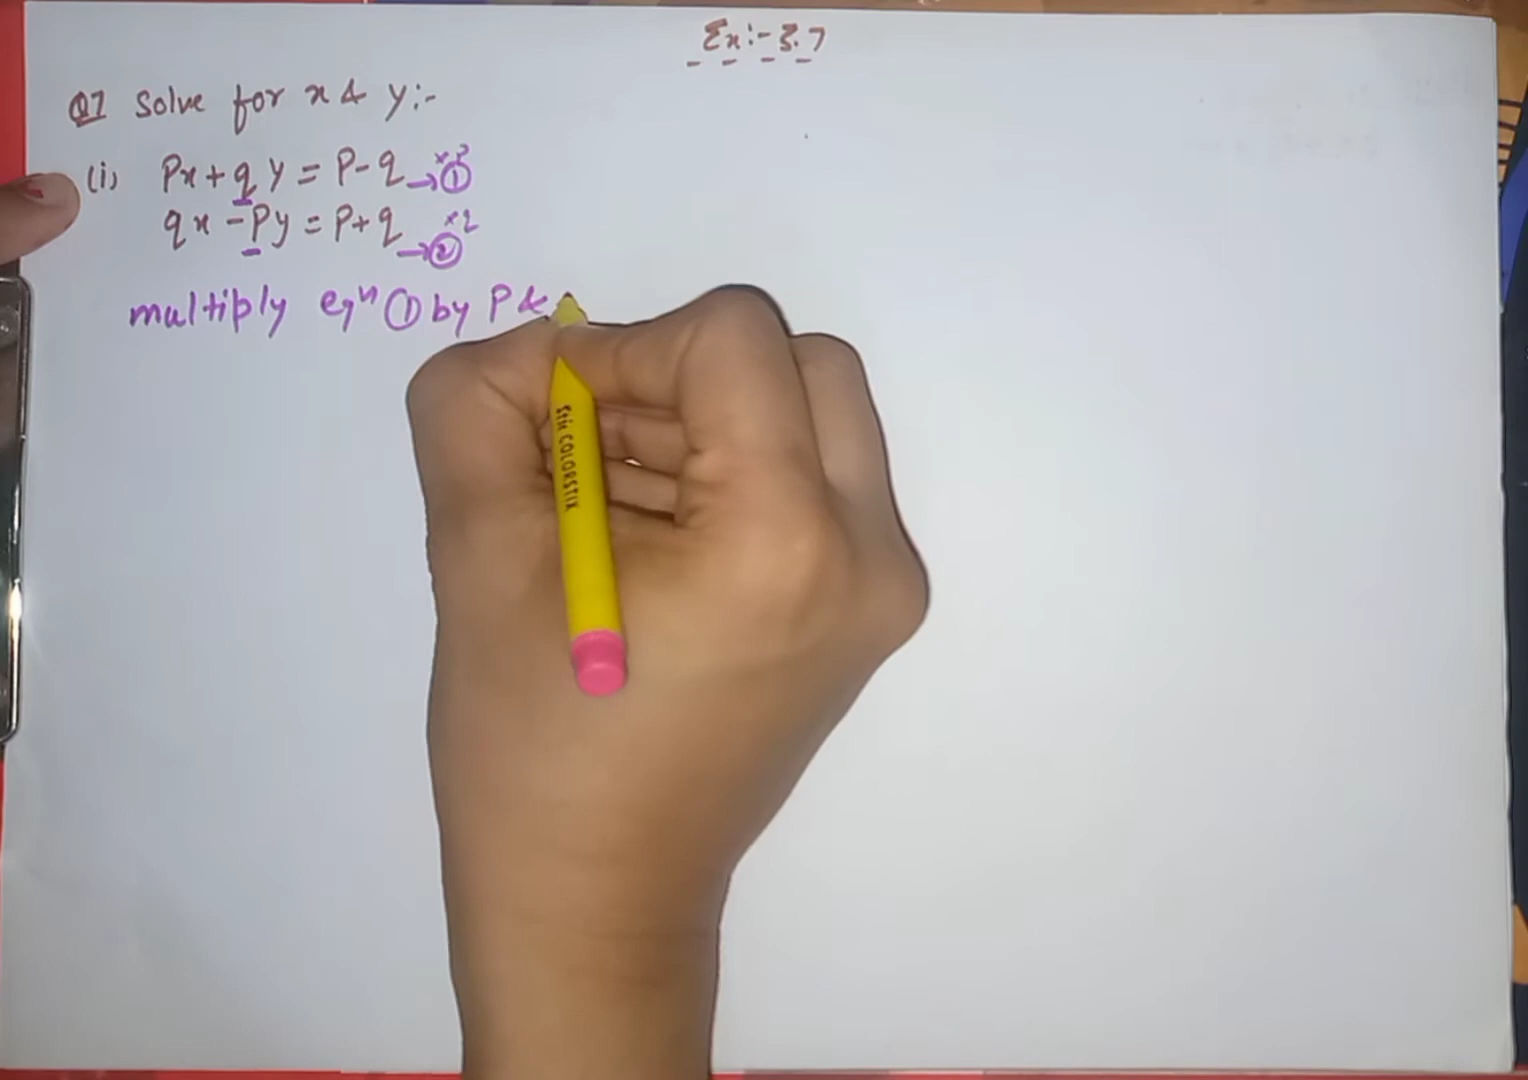 Ex:- 3.7
Q7 Solve for x & y:-
(i) Px + qy = P - q → ①
qx - Py = P + q → ②
multiply eqⁿ ① by P &
Stic COLORSTIX